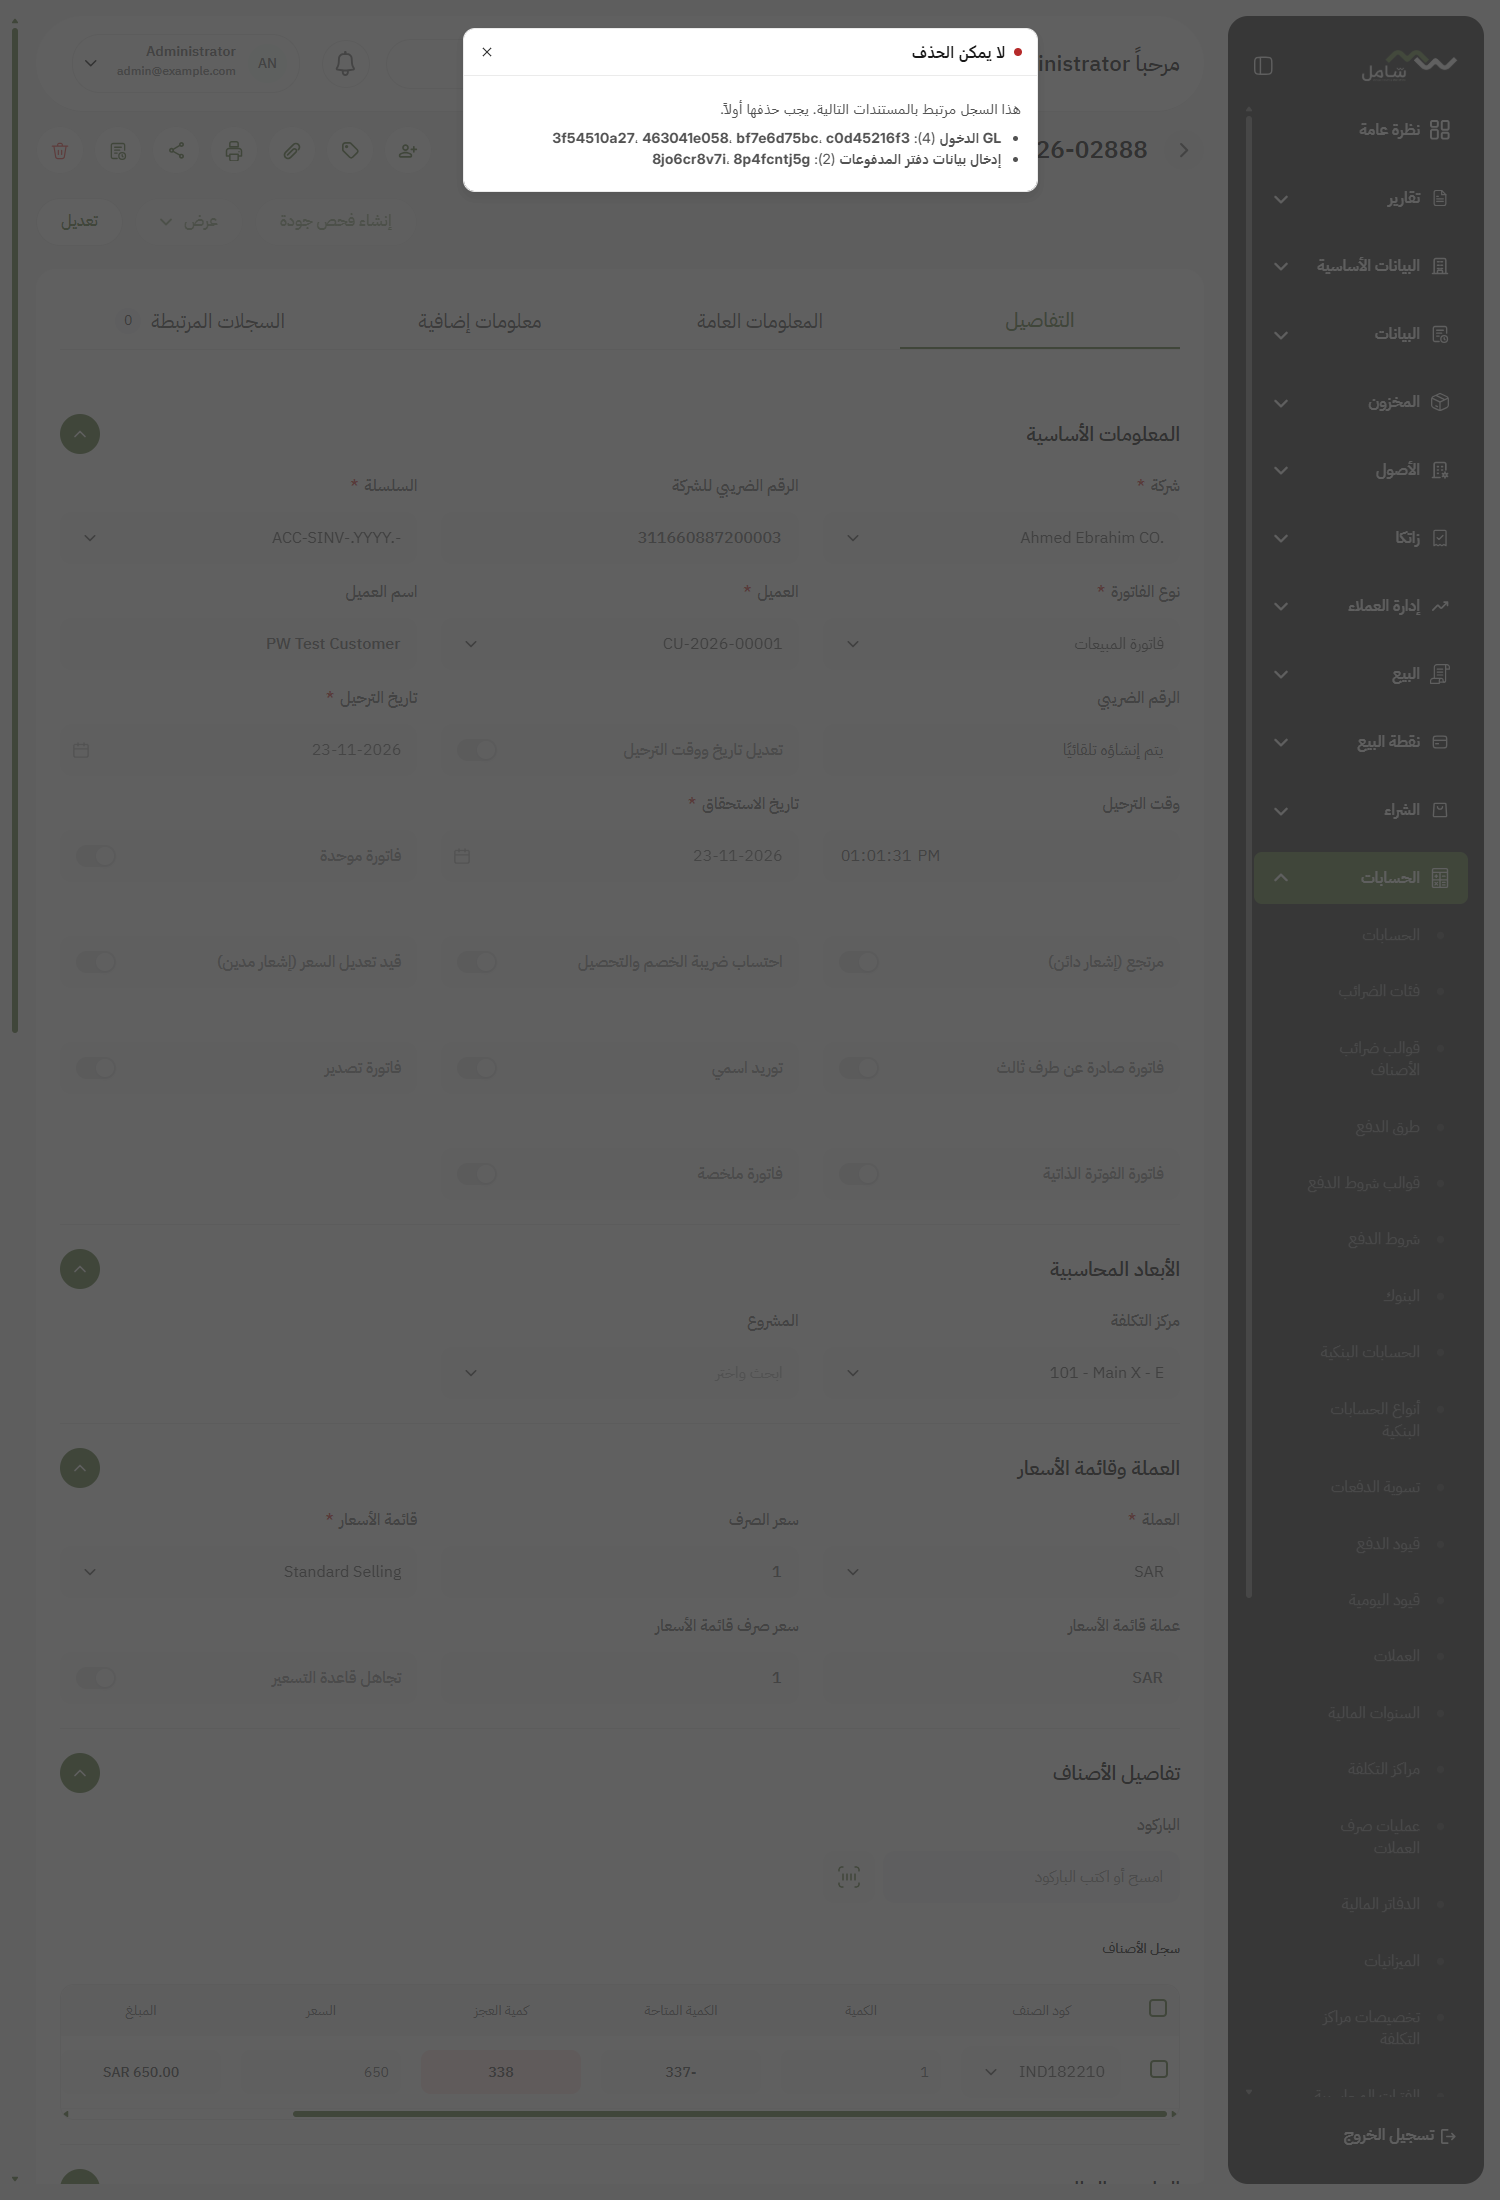 لا يمكن الحذف
هذا السجل مرتبط بالمستندات التالية. يجب حذفها أولاً.
GL الدخول (4): 3f54510a27، 463041e058، bf7e6d75bc، c0d45216f3
إدخال بيانات دفتر المدفوعات (2): 8jo6cr8v7i، 8p4fcntj5g
شامل
نظرة عامة
تقارير
البيانات الأساسية
البيانات
المخزون
الأصول
زاتكا
إدارة العملاء
البيع
نقطة البيع
الشراء
الحسابات
الحسابات
فئات الضرائب
قوالب ضرائب
الأصناف
طرق الدفع
قوالب شروط الدفع
شروط الدفع
البنوك
الحسابات البنكية
أنواع الحسابات
البنكية
تسوية الدفعات
قيود الدفع
قيود اليومية
العملات
السنوات المالية
مراكز التكلفة
عمليات صرف
العملات
الدفاتر المالية
الميزانيات
تخصيصات مراكز
التكلفة
تسجيل الخروج
مرحباً inistrator
AN
Administrator
admin@example.com
26-02888
إنشاء فحص جودة
عرض
تعديل
التفاصيل
المعلومات العامة
معلومات إضافية
السجلات المرتبطة 0
المعلومات الأساسية
شركة *
الرقم الضريبي للشركة
السلسلة *
Ahmed Ebrahim CO.
311660887200003
ACC-SINV-.YYYY.-
نوع الفاتورة *
العميل *
اسم العميل
فاتورة المبيعات
CU-2026-00001
PW Test Customer
الرقم الضريبي
تاريخ الترحيل *
يتم إنشاؤه تلقائيًا
تعديل تاريخ ووقت الترحيل
23-11-2026
وقت الترحيل
تاريخ الاستحقاق *
01:01:31 PM
23-11-2026
فاتورة موحدة
مرتجع (إشعار دائن)
احتساب ضريبة الخصم والتحصيل
قيد تعديل السعر (إشعار مدين)
فاتورة صادرة عن طرف ثالث
توريد اسمي
فاتورة تصدير
فاتورة الفوترة الذاتية
فاتورة ملخصة
الأبعاد المحاسبية
مركز التكلفة
المشروع
101 - Main X - E
ابحث واختر
العملة وقائمة الأسعار
العملة *
سعر الصرف
قائمة الأسعار *
SAR
1
Standard Selling
عملة قائمة الأسعار
سعر صرف قائمة الأسعار
SAR
1
تجاهل قاعدة التسعير
تفاصيل الأصناف
الباركود
امسح أو اكتب الباركود
سجل الأصناف
كود الصنف
الكمية
الكمية المتاحة
كمية العجز
السعر
المبلغ
IND182210
1
337-
338
650
SAR 650.00